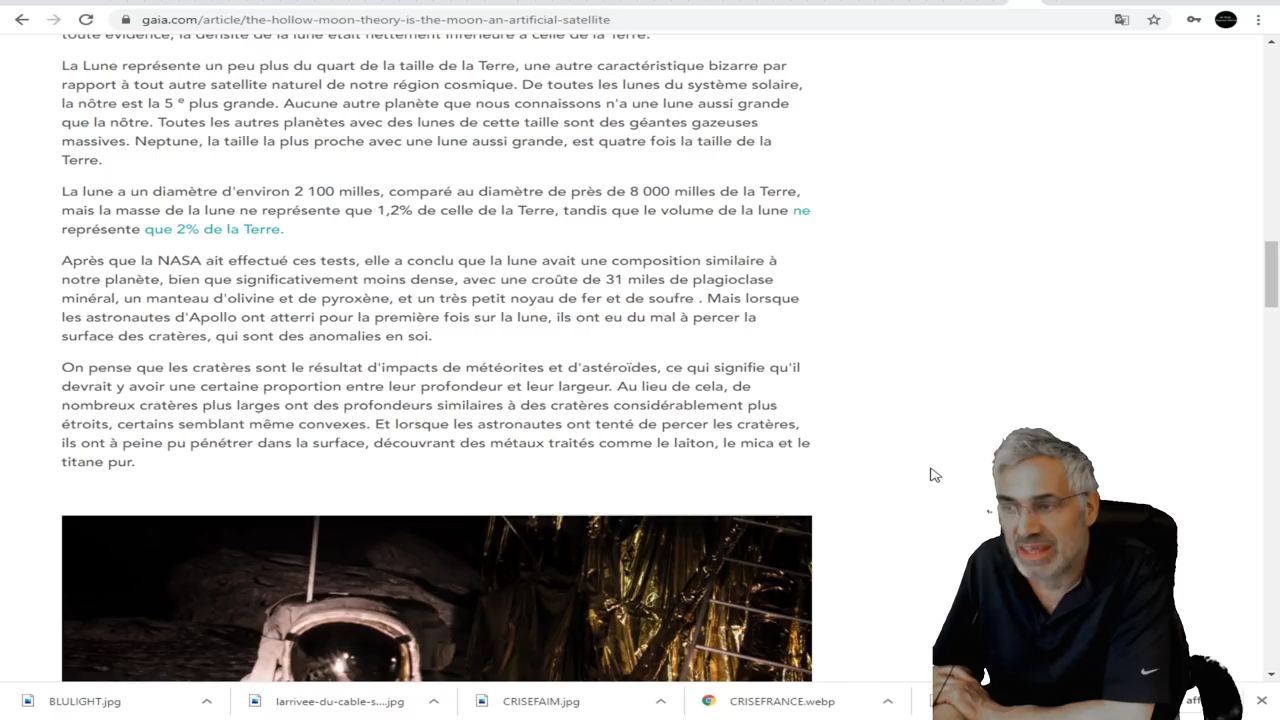 gaia.com/article/the-hollow-moon-theory-is-the-moon-an-artificial-satellite
toute évidence, la densité de la lune était nettement inférieure à celle de la Terre.
La Lune représente un peu plus du quart de la taille de la Terre, une autre caractéristique bizarre par
rapport à tout autre satellite naturel de notre région cosmique. De toutes les lunes du système solaire,
la nôtre est la 5 e plus grande. Aucune autre planète que nous connaissons n'a une lune aussi grande
que la nôtre. Toutes les autres planètes avec des lunes de cette taille sont des géantes gazeuses
massives. Neptune, la taille la plus proche avec une lune aussi grande, est quatre fois la taille de la
Terre.
La lune a un diamètre d'environ 2 100 milles, comparé au diamètre de près de 8 000 milles de la Terre,
mais la masse de la lune ne représente que 1,2% de celle de la Terre, tandis que le volume de la lune ne
représente que 2% de la Terre.
Après que la NASA ait effectué ces tests, elle a conclu que la lune avait une composition similaire à
notre planète, bien que significativement moins dense, avec une croûte de 31 miles de plagioclase
minéral, un manteau d'olivine et de pyroxène, et un très petit noyau de fer et de soufre . Mais lorsque
les astronautes d'Apollo ont atterri pour la première fois sur la lune, ils ont eu du mal à percer la
surface des cratères, qui sont des anomalies en soi.
On pense que les cratères sont le résultat d'impacts de météorites et d'astéroïdes, ce qui signifie qu'il
devrait y avoir une certaine proportion entre leur profondeur et leur largeur. Au lieu de cela, de
nombreux cratères plus larges ont des profondeurs similaires à des cratères considérablement plus
étroits, certains semblant même convexes. Et lorsque les astronautes ont tenté de percer les cratères,
ils ont à peine pu pénétrer dans la surface, découvrant des métaux traités comme le laiton, le mica et le
titane pur.
BLULIGHT.jpg larrivee-du-cable-s....jpg CRISEFAIM.jpg CRISEFRANCE.webp